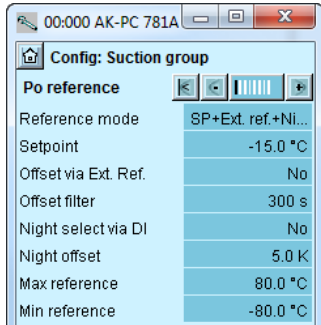 00:000 AK-PC 781A
Config: Suction group
Po reference
Reference mode SP+Ext. ref.+Ni...
Setpoint -15.0 °C
Offset via Ext. Ref. No
Offset filter 300 s
Night select via DI No
Night offset 5.0 K
Max reference 80.0 °C
Min reference -80.0 °C